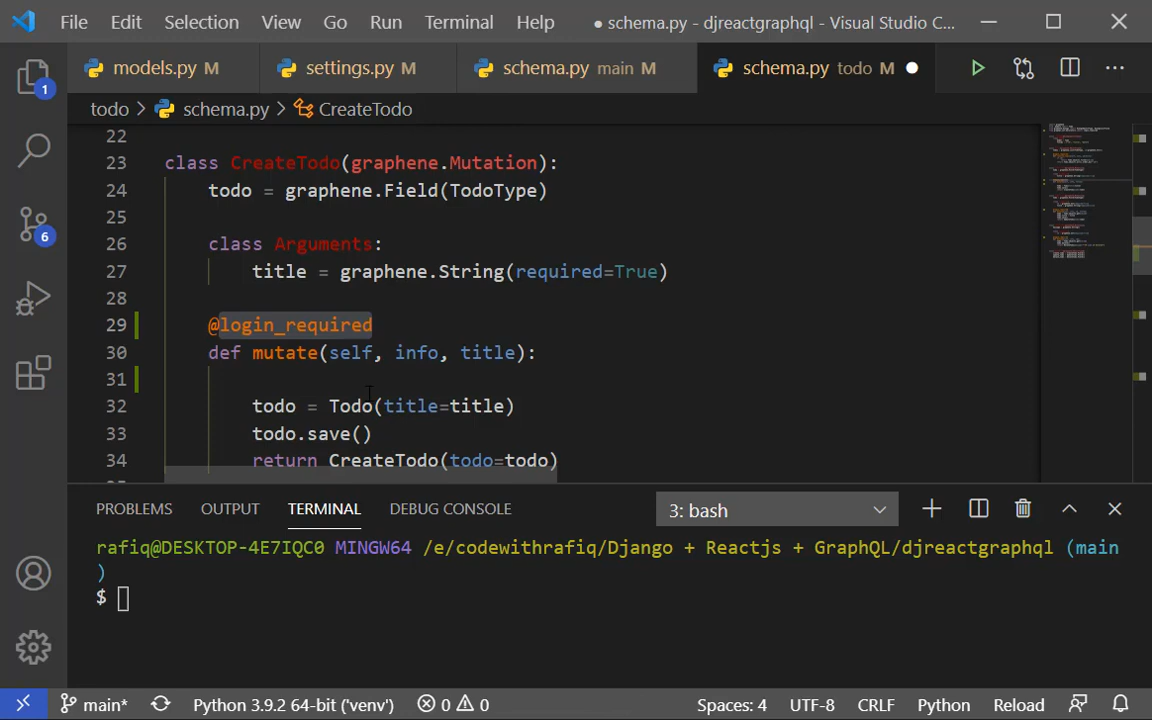 File Edit Selection View Go Run Terminal Help ● schema.py - djreactgraphql - Visual Studio C...
models.py M settings.py M schema.py main M schema.py todo M ●
todo > schema.py > CreateTodo
22
23 class CreateTodo(graphene.Mutation):
24 todo = graphene.Field(TodoType)
25
26 class Arguments:
27 title = graphene.String(required=True)
28
29 @login_required
30 def mutate(self, info, title):
31
32 todo = Todo(title=title)
33 todo.save()
34 return CreateTodo(todo=todo)
1
6
PROBLEMS OUTPUT TERMINAL DEBUG CONSOLE 3: bash
rafiq@DESKTOP-4E7IQC0 MINGW64 /e/codewithrafiq/Django + Reactjs + GraphQL/djreactgraphql (main
)
$
main* Python 3.9.2 64-bit ('venv') 0 0 Spaces: 4 UTF-8 CRLF Python Reload